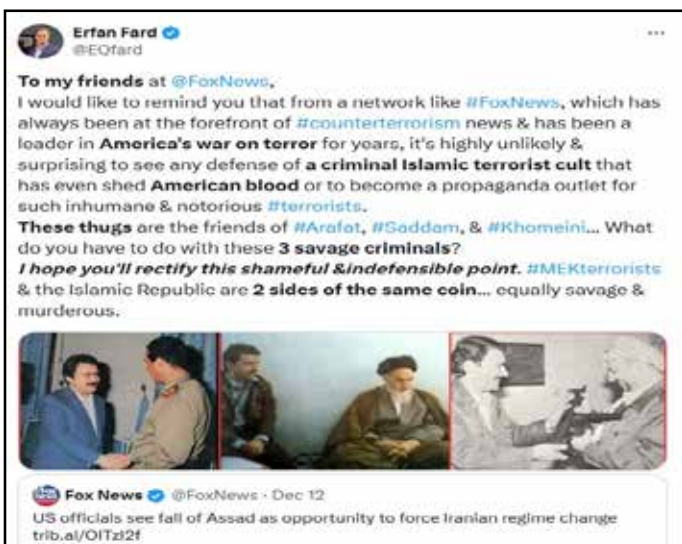 Erfan Fard
@EQfard
To my friends at @FoxNews,
I would like to remind you that from a network like #FoxNews, which has
always been at the forefront of #counterterrorism news & has been a
leader in America's war on terror for years, it's highly unlikely &
surprising to see any defense of a criminal Islamic terrorist cult that
has even shed American blood or to become a propaganda outlet for
such inhumane & notorious #terrorists.
These thugs are the friends of #Arafat, #Saddam, & #Khomeini... What
do you have to do with these 3 savage criminals?
I hope you'll rectify this shameful &indefensible point. #MEKterrorists
& the Islamic Republic are 2 sides of the same coin... equally savage &
murderous.
Fox News @FoxNews · Dec 12
US officials see fall of Assad as opportunity to force Iranian regime change
trib.al/OITzI2f